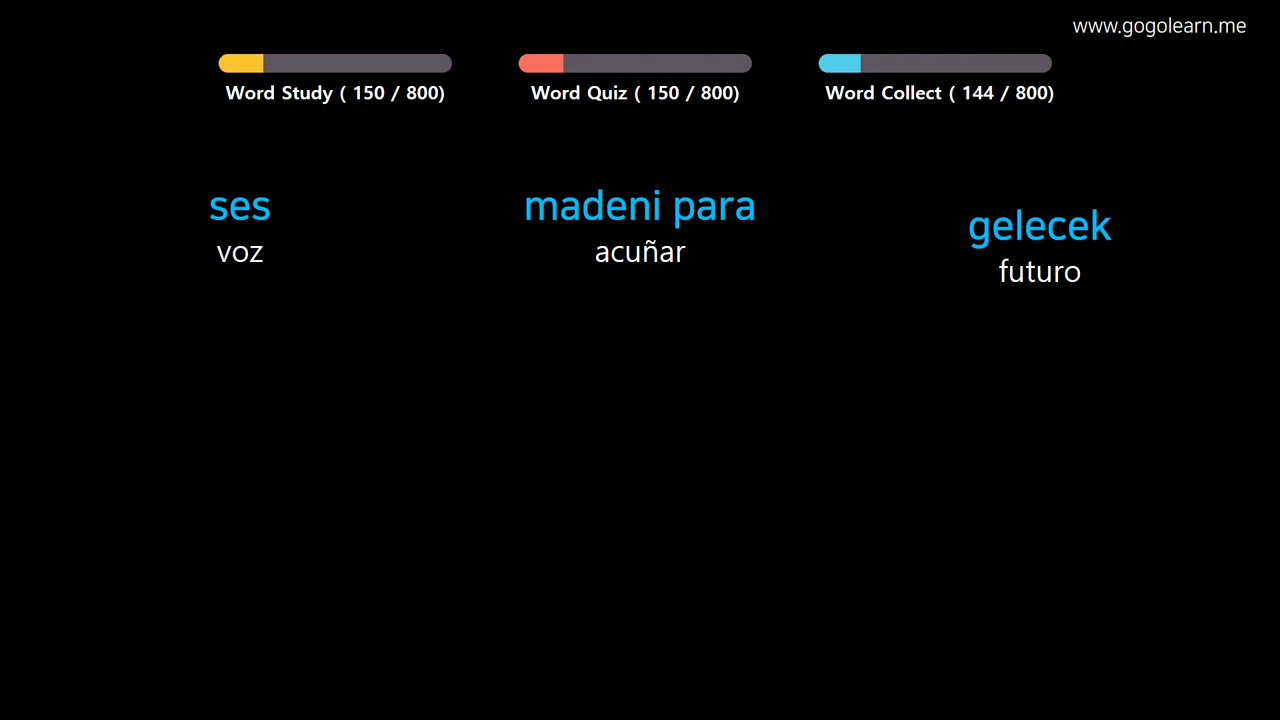 www.gogolearn.me
Word Study ( 150 / 800)
Word Quiz ( 150 / 800)
Word Collect ( 144 / 800)
ses
voz
madeni para
acuñar
gelecek
futuro